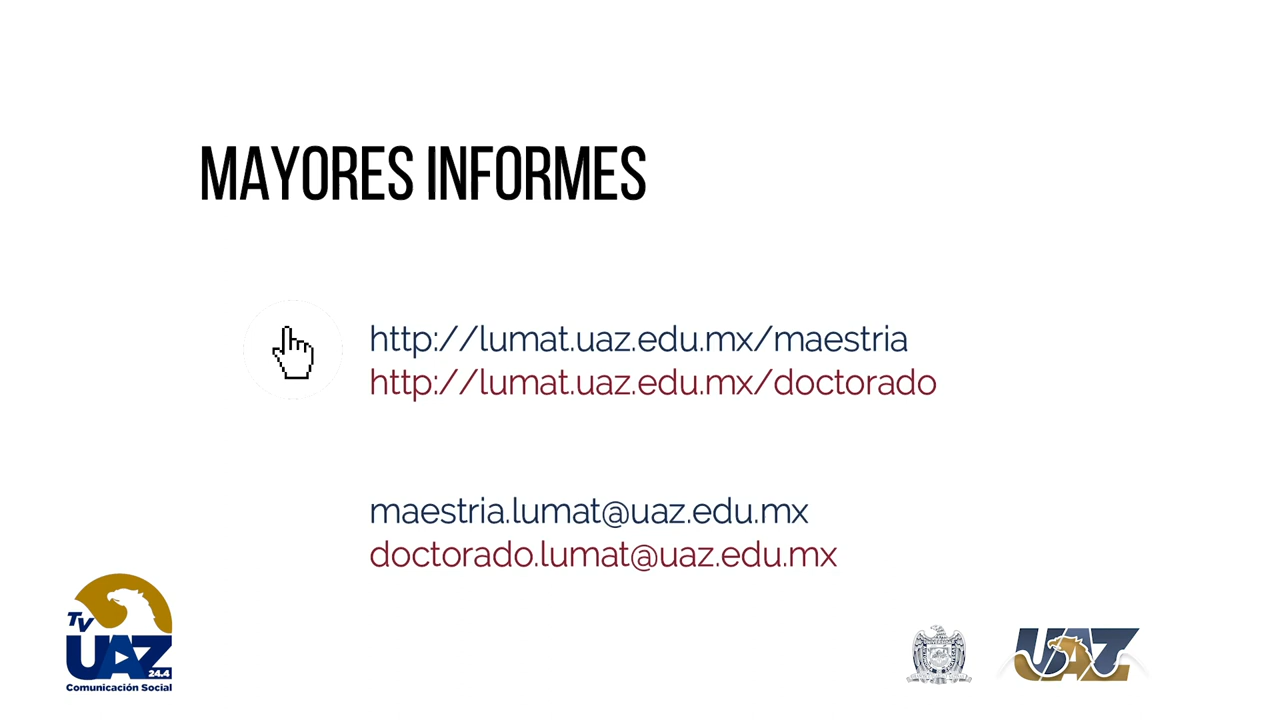 MAYORES INFORMES
http://lumat.uaz.edu.mx/maestria
http://lumat.uaz.edu.mx/doctorado
maestria.lumat@uaz.edu.mx
doctorado.lumat@uaz.edu.mx
TV
UAZ
24.4
Comunicación Social
UAZ